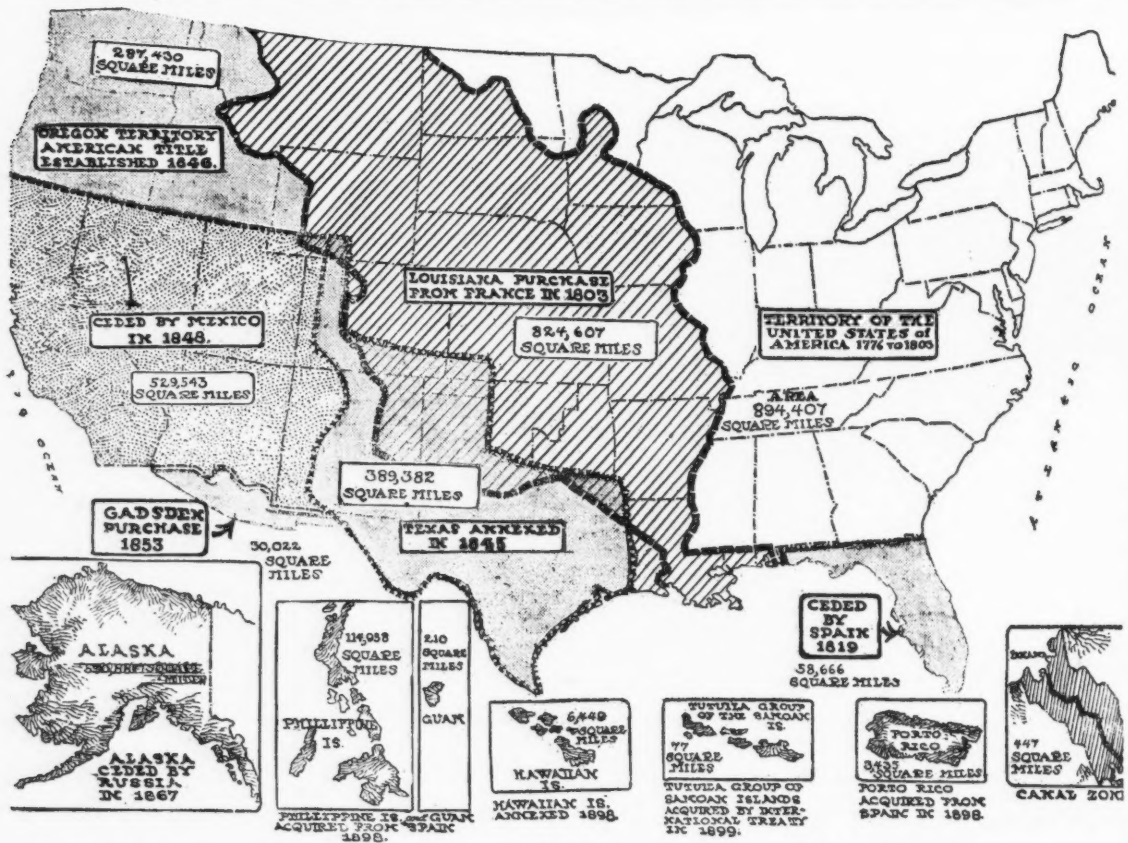 287,430
SQUARE MILES
OREGON TERRITORY
AMERICAN TITLE
ESTABLISHED 1846.
LOUISIANA PURCHASE
FROM FRANCE IN 1803
824,607
SQUARE MILES
TERRITORY OF THE
UNITED STATES of
AMERICA 1776 TO 1803
AREA
894,407
SQUARE MILES
OCEAN
CEDED BY MEXICO
IN 1848.
529,543
SQUARE MILES
OCEAN
389,382
SQUARE MILES
TEXAS ANNEXED
IN 1845
GADSDEN
PURCHASE
1853
30,022
SQUARE
MILES
CEDED
BY
SPAIN
1819
58,666
SQUARE MILES
ALASKA
SQUARE
MILES
ALASKA
CEDED BY
RUSSIA
IN 1867
SQUARE
MILES
PHILLIPPINE
IS.
210
SQUARE
MILES
GUAM
PHILLIPPINE IS. and GUAM
ACQUIRED FROM SPAIN
1898.
6,449
SQUARE
MILES
HAWAIIAN
IS.
HAWAIIAN IS.
ANNEXED 1898.
TUTUILA GROUP
OF THE SAMOAN
IS.
77
SQUARE
MILES
TUTUILA GROUP OF
SAMOAN ISLANDS
ACQUIRED BY INTER-
NATIONAL TREATY
IN 1899.
PORTO
RICO
3,435
SQUARE MILES
PORTO RICO
ACQUIRED FROM
SPAIN IN 1898.
447
SQUARE
MILES
CANAL ZON